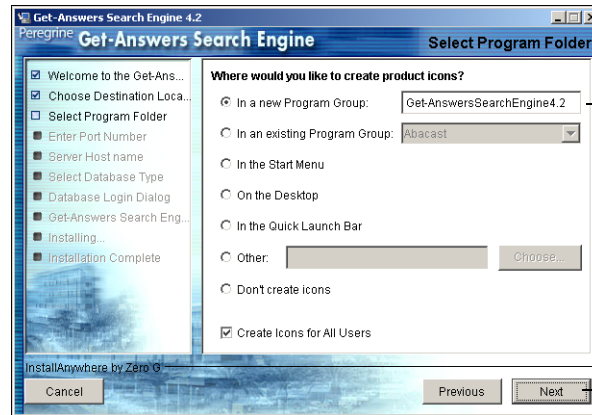 Get-Answers Search Engine 4.2
Peregrine Get-Answers Search Engine
Select Program Folder
Welcome to the Get-Ans...
Choose Destination Loca...
Select Program Folder
Enter Port Number
Server Host name
Select Database Type
Database Login Dialog
Get-Answers Search Eng...
Installing...
Installation Complete
Where would you like to create product icons?
In a new Program Group: Get-AnswersSearchEngine4.2
In an existing Program Group: Abacast
In the Start Menu
On the Desktop
In the Quick Launch Bar
Other: Choose...
Don't create icons
Create Icons for All Users
InstallAnywhere by Zero G
Cancel Previous Next